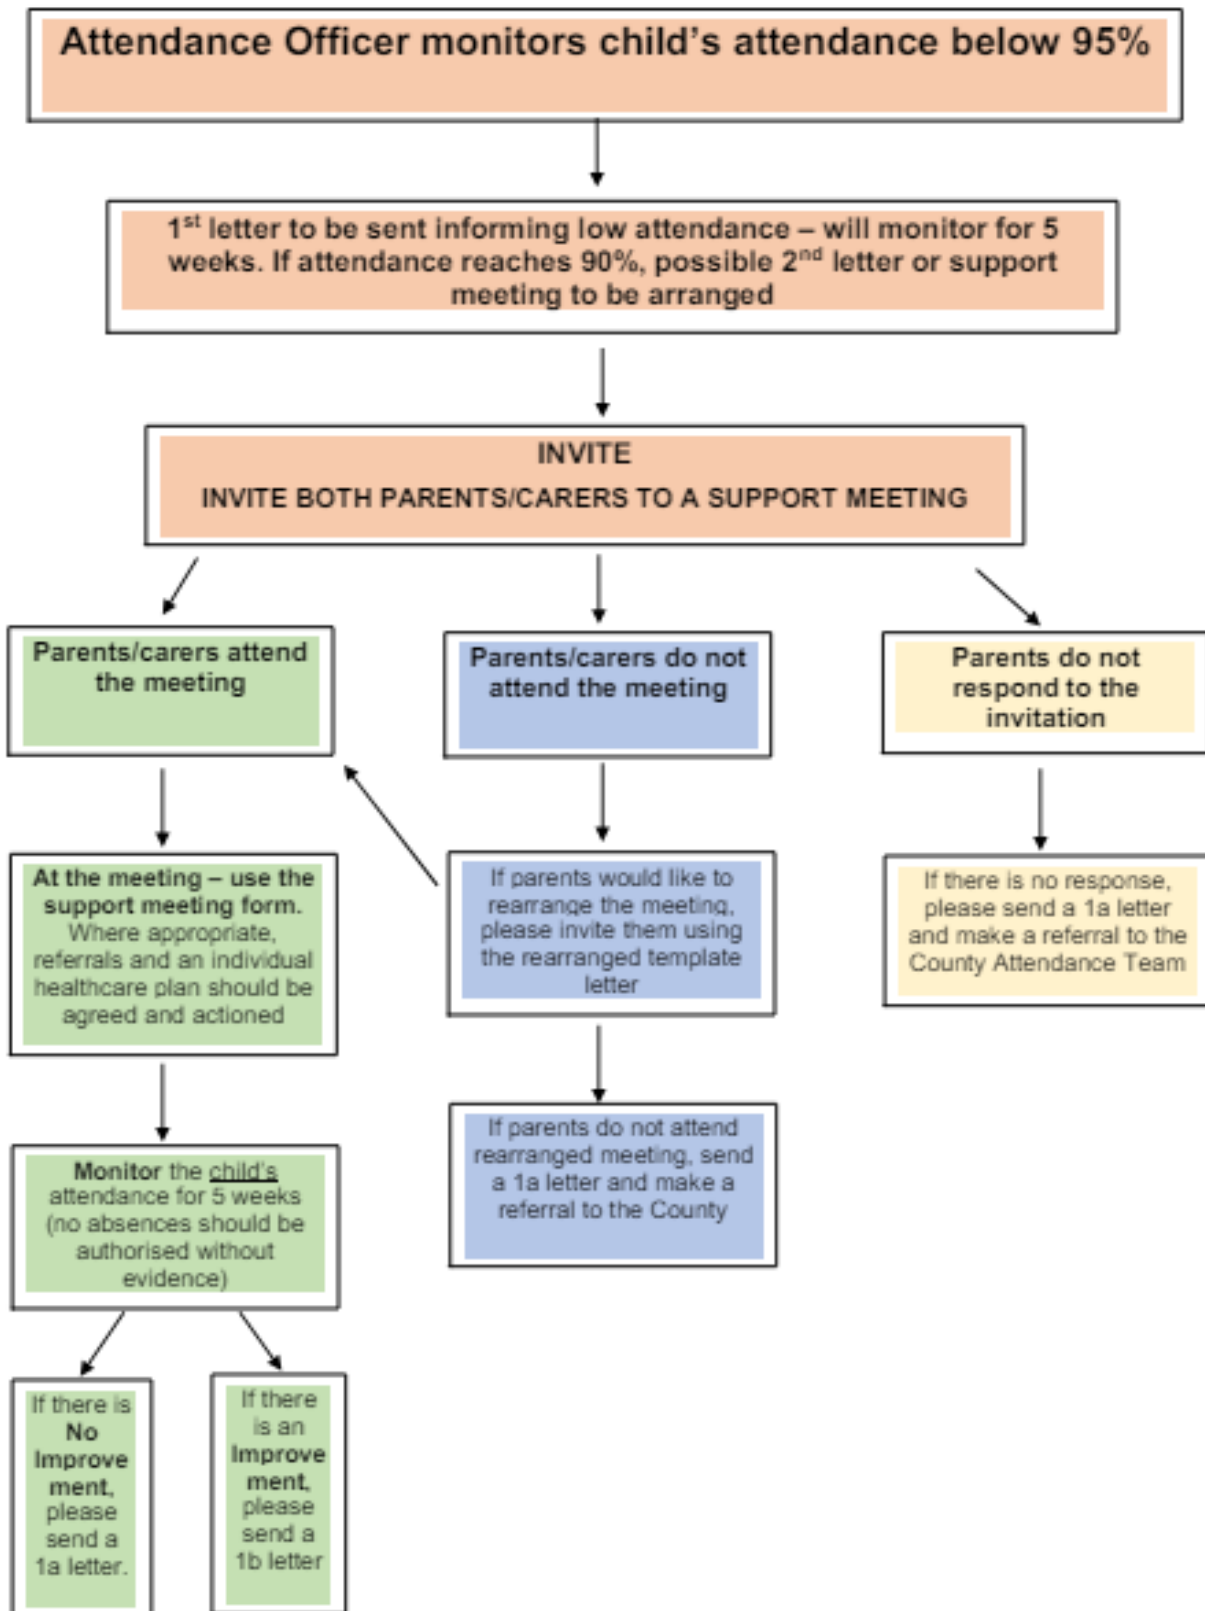 Attendance Officer monitors child's attendance below 95%
1st letter to be sent informing low attendance – will monitor for 5
weeks. If attendance reaches 90%, possible 2nd letter or support
meeting to be arranged
INVITE
INVITE BOTH PARENTS/CARERS TO A SUPPORT MEETING
Parents/carers attend
the meeting
Parents/carers do not
attend the meeting
Parents do not
respond to the
invitation
At the meeting – use the
support meeting form.
Where appropriate,
referrals and an individual
healthcare plan should be
agreed and actioned
If parents would like to
rearrange the meeting,
please invite them using
the rearranged template
letter
If there is no response,
please send a 1a letter
and make a referral to the
County Attendance Team
Monitor the child's
attendance for 5 weeks
(no absences should be
authorised without
evidence)
If parents do not attend
rearranged meeting, send
a 1a letter and make a
referral to the County
If there is
No
Improve
ment,
please
send a
1a letter.
If there
is an
Improve
ment,
please
send a
1b letter